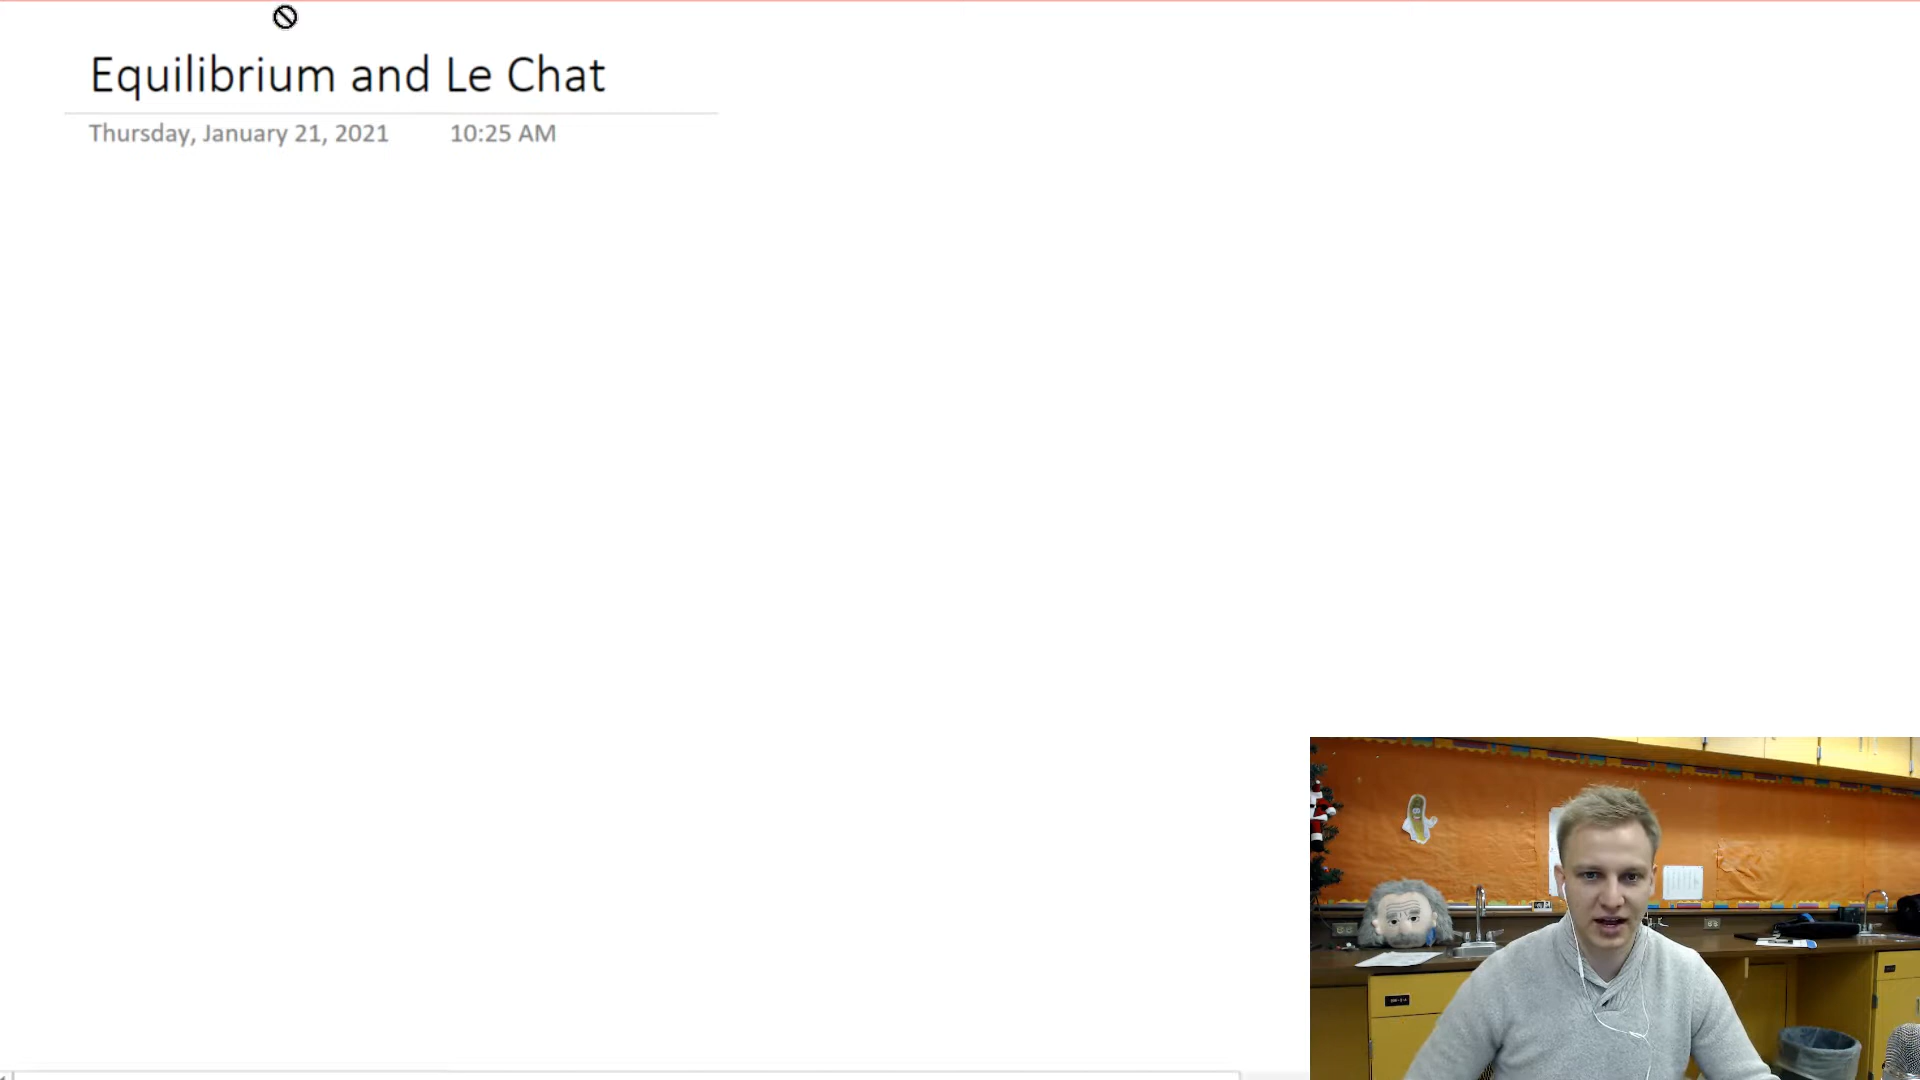 Equilibrium and Le Chat
Thursday, January 21, 2021 10:25 AM